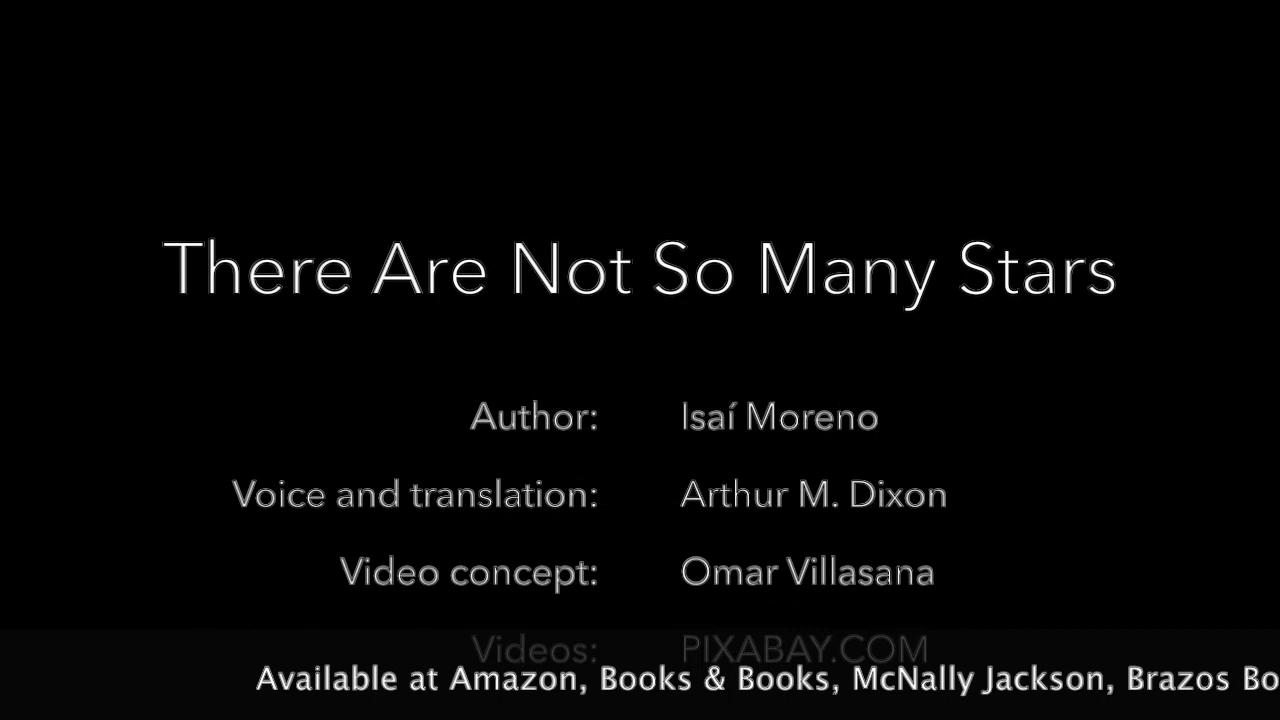 There Are Not So Many Stars
Author: Isaí Moreno
Voice and translation: Arthur M. Dixon
Video concept: Omar Villasana
Videos: PIXABAY.COM
Available at Amazon, Books & Books, McNally Jackson, Brazos Bo